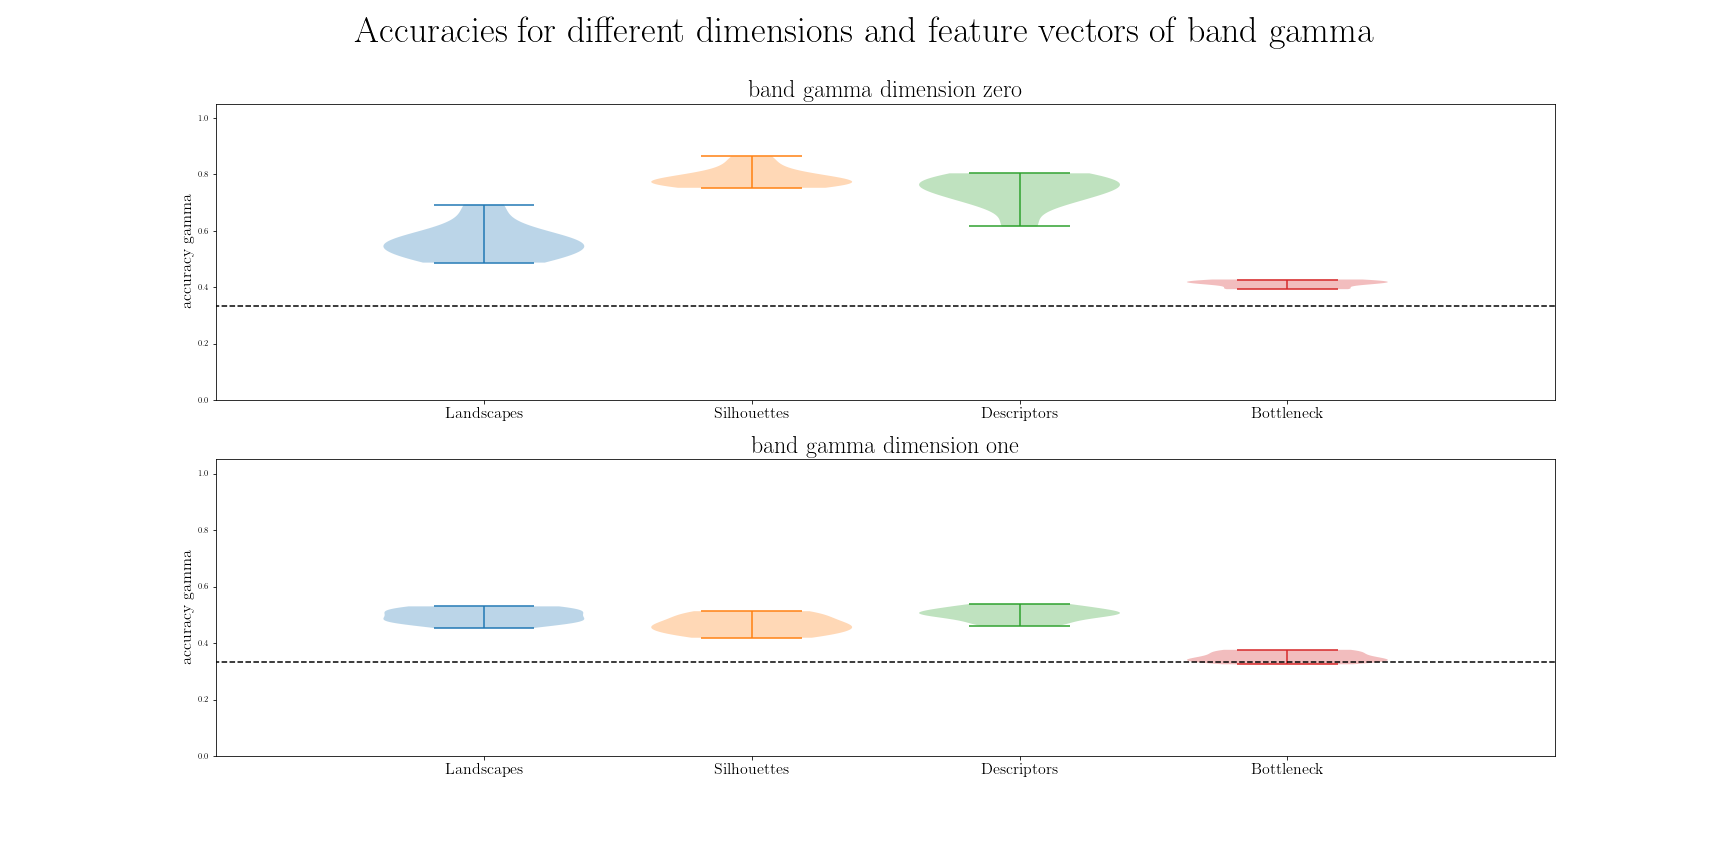 Accuracies for different dimensions and feature vectors of band gamma
band gamma dimension zero
accuracy gamma
1.0
0.8
0.6
0.4
0.2
0.0
Landscapes Silhouettes Descriptors Bottleneck
band gamma dimension one
accuracy gamma
1.0
0.8
0.6
0.4
0.2
0.0
Landscapes Silhouettes Descriptors Bottleneck